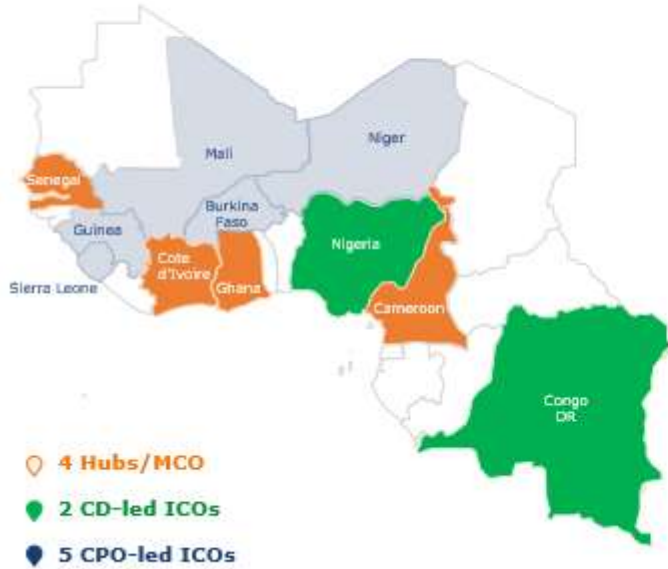 Mali
Niger
Senegal
Burkina
Faso
Guinea
Nigeria
Cote
d'Ivoire
Sierra Leone
Ghana
Cameroon
Congo
DR
4 Hubs/MCO
2 CD-led ICOs
5 CPO-led ICOs